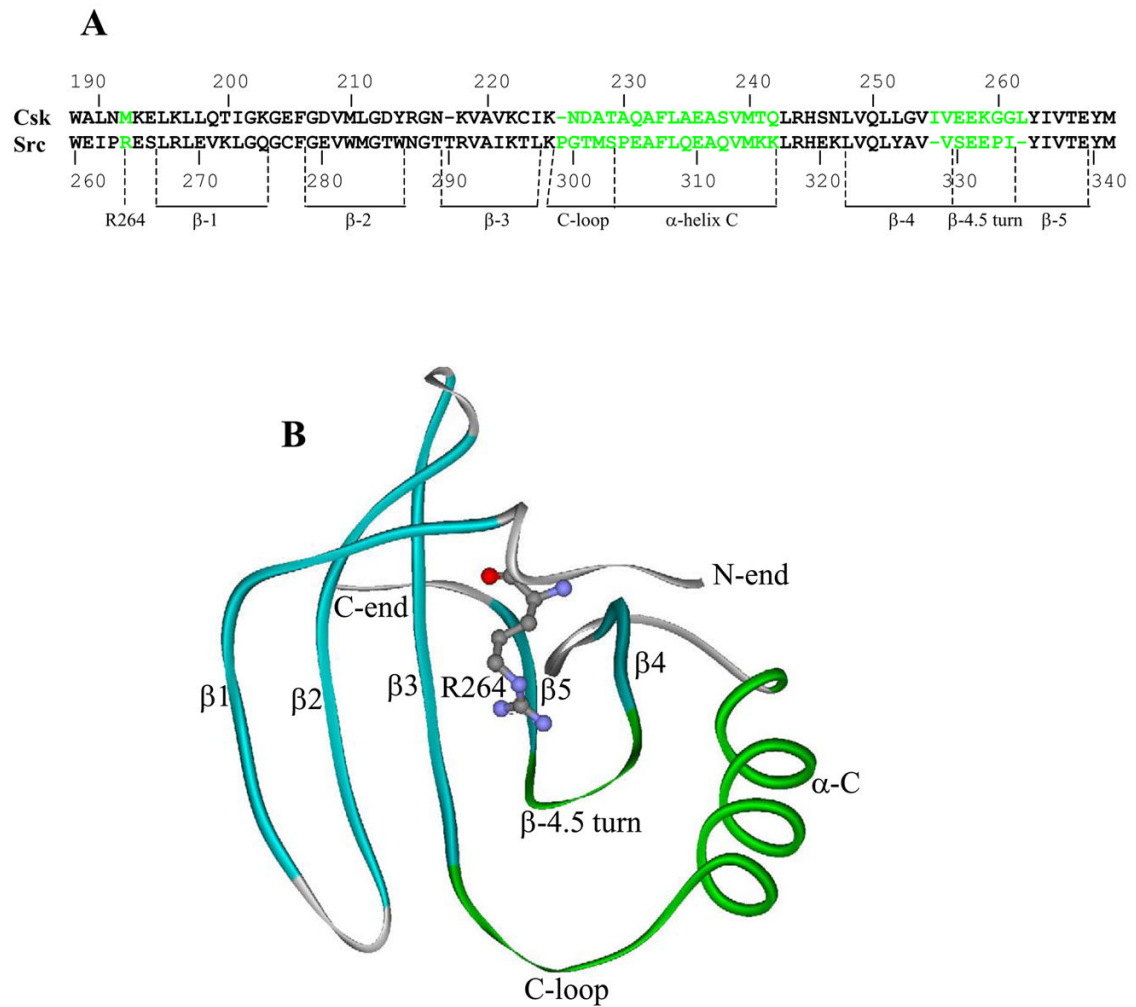 A
190 200 210 220 230 240 250 260
Csk WALNMKELKLLQTIGKGEFGDVMLGDYRGN-KVAVKCIK-NDATAQAFLAEASVMTQLRHSNLVQLLGVIVEEKGGLYIVTEYM
Src WEIPRESLRLEVKLGQGCFGEVWMGTWNGTTRVAIKTLKPGTMSPEAFLQEAQVMKKLRHEKLVQLYAV-VSEEPI-YIVTEYM
260 270 280 290 300 310 320 330 340
R264 β-1 β-2 β-3 C-loop α-helix C β-4 β-4.5 turn β-5
B
N-end
C-end
β1 β2 β3 R264 β5 β4
α-C
β-4.5 turn
C-loop